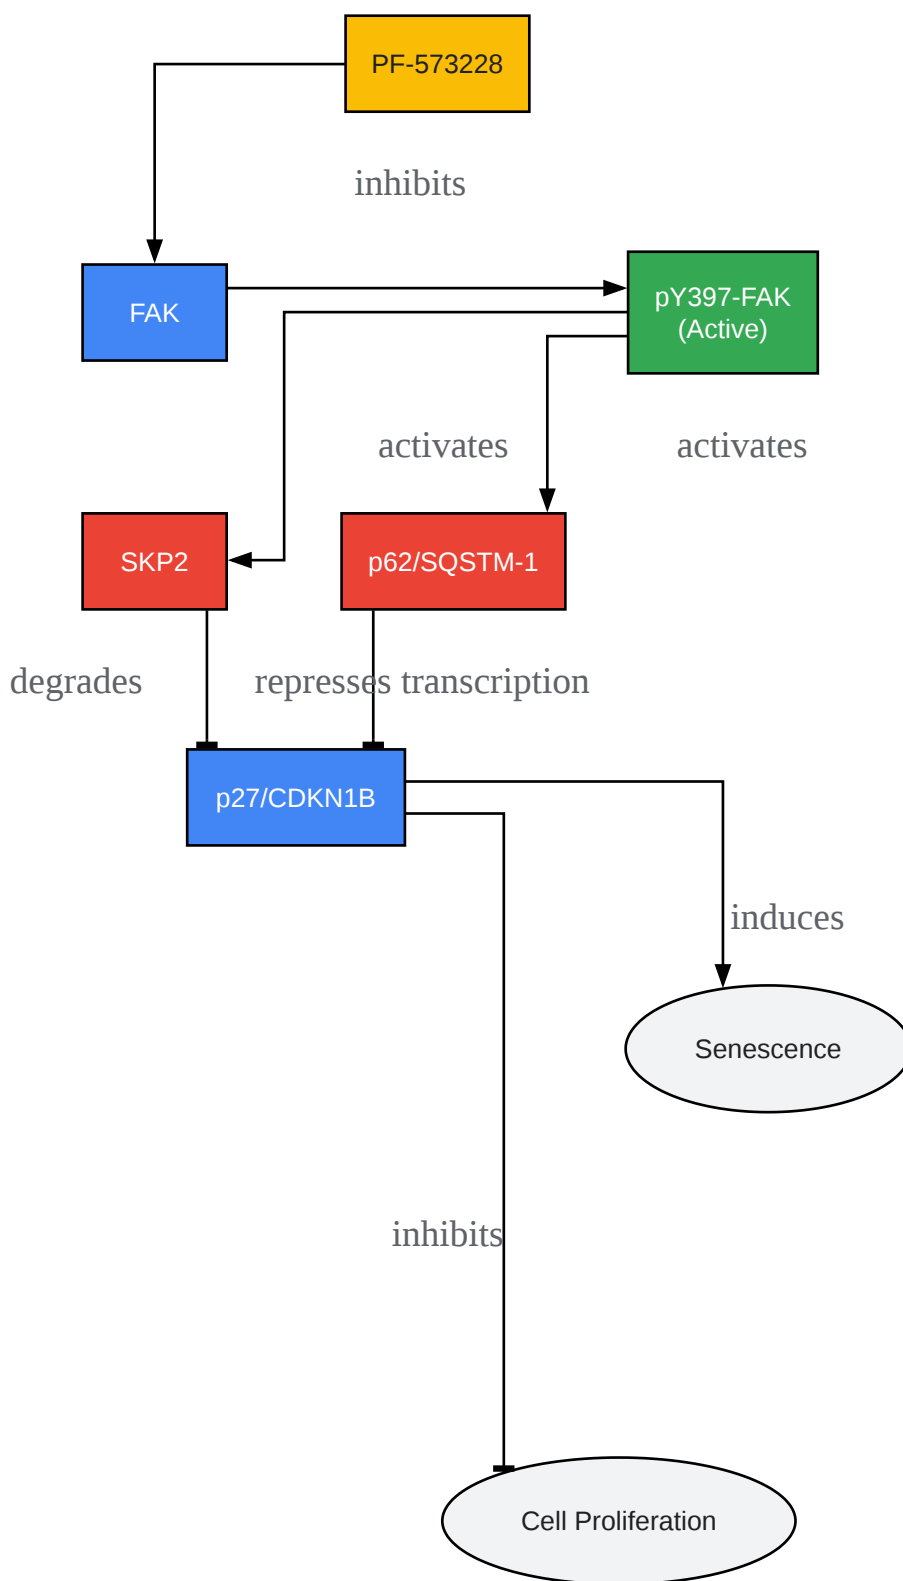 PF-573228
inhibits
FAK
pY397-FAK
(Active)
activates
activates
SKP2
p62/SQSTM-1
degrades
represses transcription
p27/CDKN1B
induces
Senescence
inhibits
Cell Proliferation